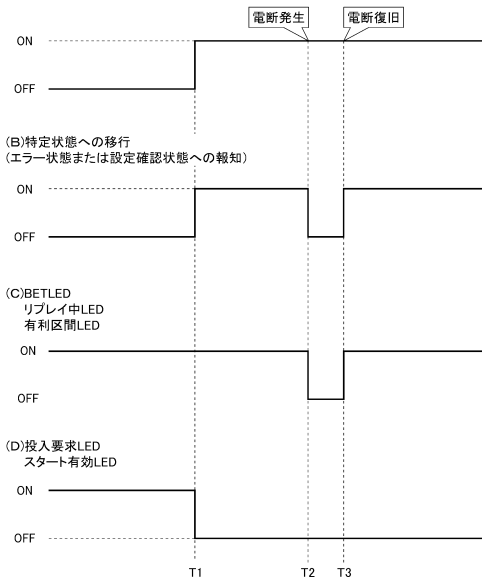 電断発生
電断復旧
ON
OFF
(B)特定状態への移行
(エラー状態または設定確認状態への報知)
ON
OFF
(C)BETLED
リプレイ中LED
有利区間LED
ON
OFF
(D)投入要求LED
スタート有効LED
ON
OFF
T1
T2
T3